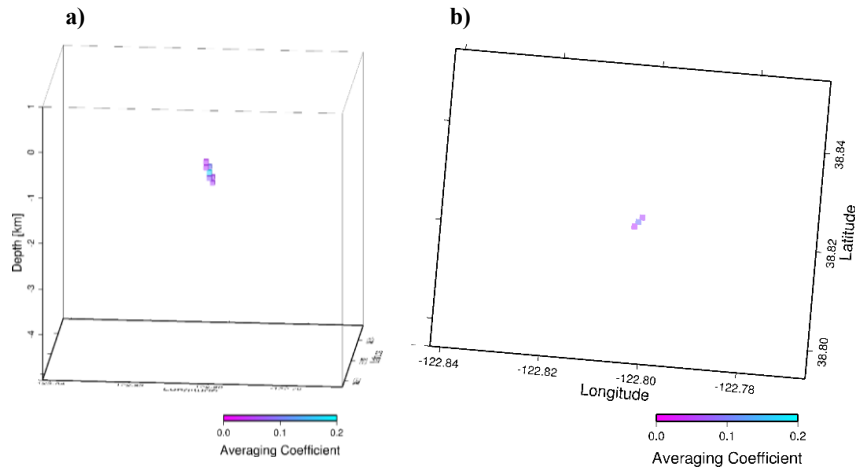 a)
1
0
-1
-2
-3
-4
Depth [km]
0.0 0.1 0.2
Averaging Coefficient
b)
38.84
38.82
38.80
Latitude
-122.84 -122.82 -122.80 -122.78
Longitude
0.0 0.1 0.2
Averaging Coefficient